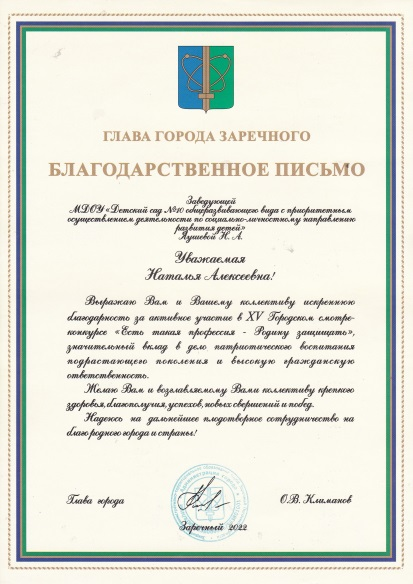 ГЛАВА ГОРОДА ЗАРЕЧНОГО
БЛАГОДАРСТВЕННОЕ ПИСЬМО
Заведующей
МДОУ «Детский сад №10 общеразвивающего вида с приоритетным
осуществлением деятельности по социально-личностному направлению
развития детей»
Яушевой Н. А.
Уважаемая
Наталья Алексеевна!
Выражаю Вам и Вашему коллективу искреннюю
благодарность за активное участие в XV Городском смотре-
конкурсе «Есть такая профессия - Родину защищать»,
значительный вклад в дело патриотического воспитания
подрастающего поколения и высокую гражданскую
ответственность.
Желаю Вам и возглавляемому Вами коллективу крепкого
здоровья, благополучия, успехов, новых свершений и побед.
Надеюсь на дальнейшее плодотворное сотрудничество на
благо родного города и страны!
Глава города
О.В. Климанов
Заречный 2022